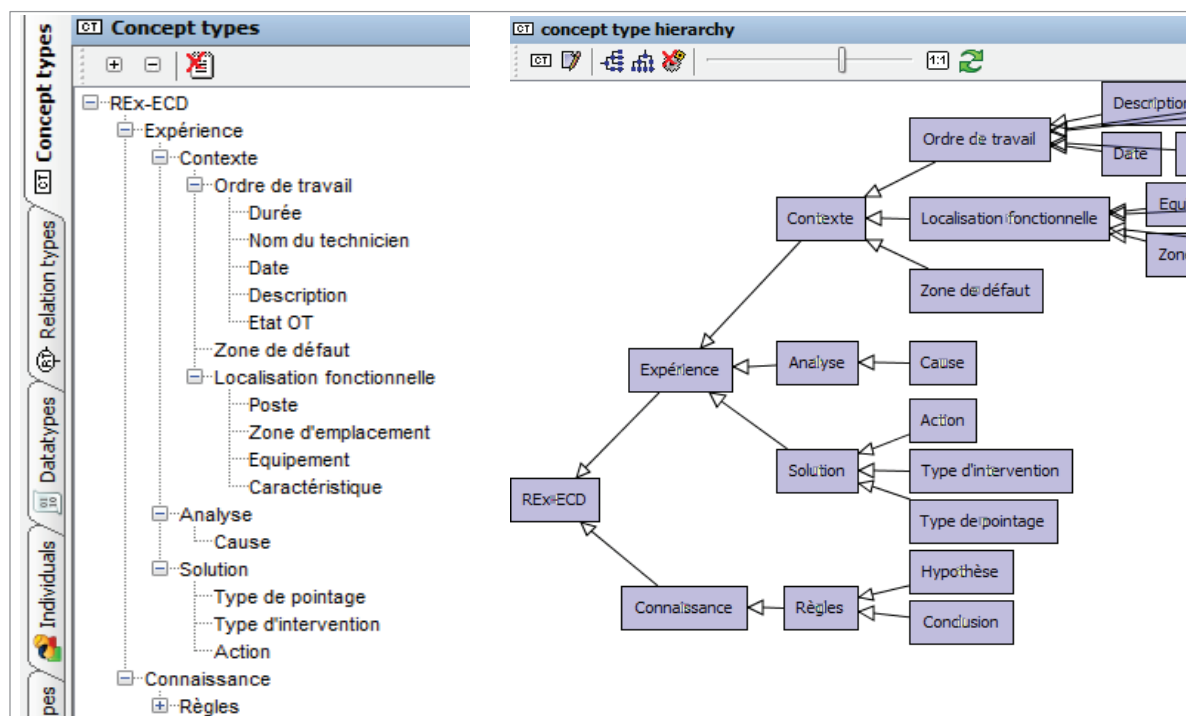 Concept types
Relation types
Datatypes
Individuals
pes
Concept types
REx-ECD
Expérience
Contexte
Ordre de travail
Durée
Nom du technicien
Date
Description
Etat OT
Zone de défaut
Localisation fonctionnelle
Poste
Zone d'emplacement
Equipement
Caractéristique
Analyse
Cause
Solution
Type de pointage
Type d'intervention
Action
Connaissance
Règles
concept type hierarchy
1:1
Description
Ordre de travail
Date
Contexte
Localisation fonctionnelle
Equi
Zone
Zone de défaut
Expérience
Analyse
Cause
Action
Solution
Type d'intervention
REx-ECD
Type de pointage
Hypothèse
Connaissance
Règles
Conclusion